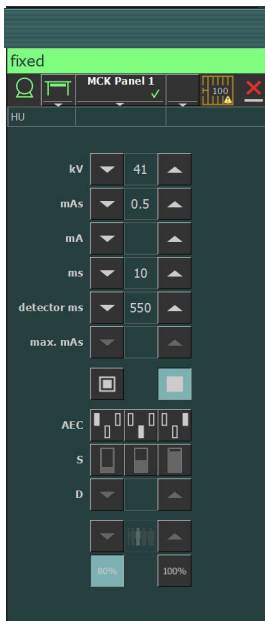 fixed
MCK Panel 1
100
HU
kV 41
mAs 0.5
mA
ms 10
detector ms 550
max. mAs
AEC
S
D
80% 100%